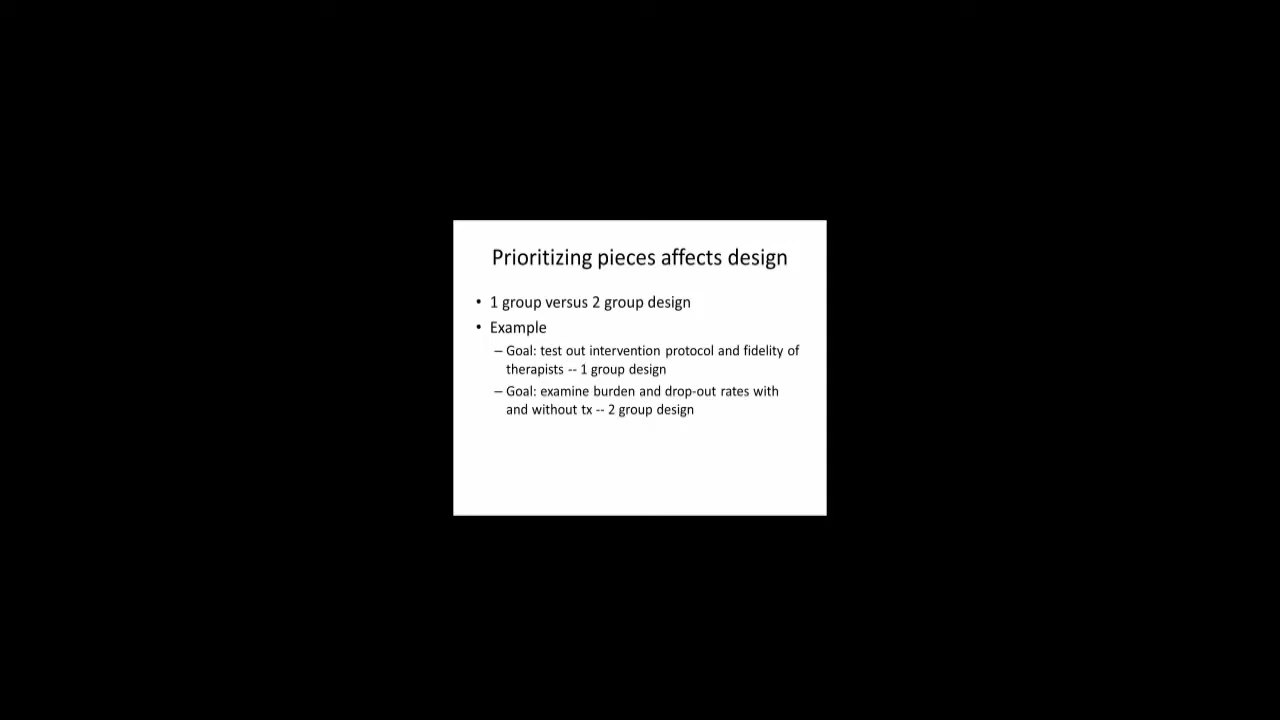 Prioritizing pieces affects design
• 1 group versus 2 group design
• Example
– Goal: test out intervention protocol and fidelity of
therapists -- 1 group design
– Goal: examine burden and drop-out rates with
and without tx -- 2 group design